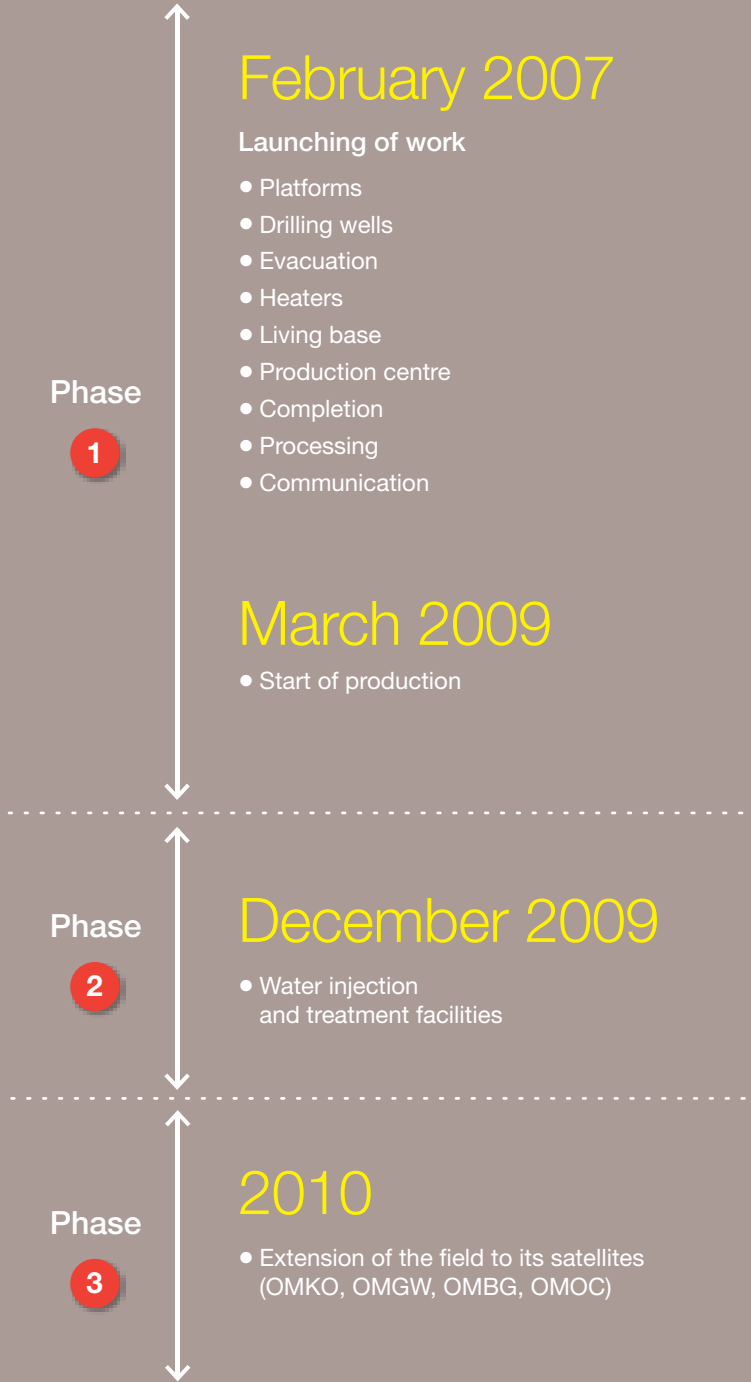 February 2007
Launching of work
• Platforms
• Drilling wells
• Evacuation
• Heaters
• Living base
• Production centre
• Completion
• Processing
• Communication
Phase
1
March 2009
• Start of production
Phase
2
December 2009
• Water injection
and treatment facilities
Phase
3
2010
• Extension of the field to its satellites
(OMKO, OMGW, OMBG, OMOC)